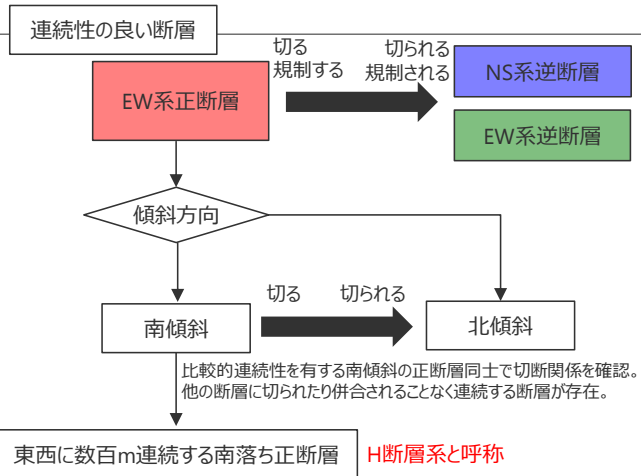 連続性の良い断層
切る
規制する
切られる
規制される
EW系正断層
NS系逆断層
EW系逆断層
傾斜方向
切る
切られる
南傾斜
北傾斜
比較的連続性を有する南傾斜の正断層同士で切断関係を確認。
他の断層に切られたり併合されることなく連続する断層が存在。
東西に数百m連続する南落ち正断層
H断層系と呼称